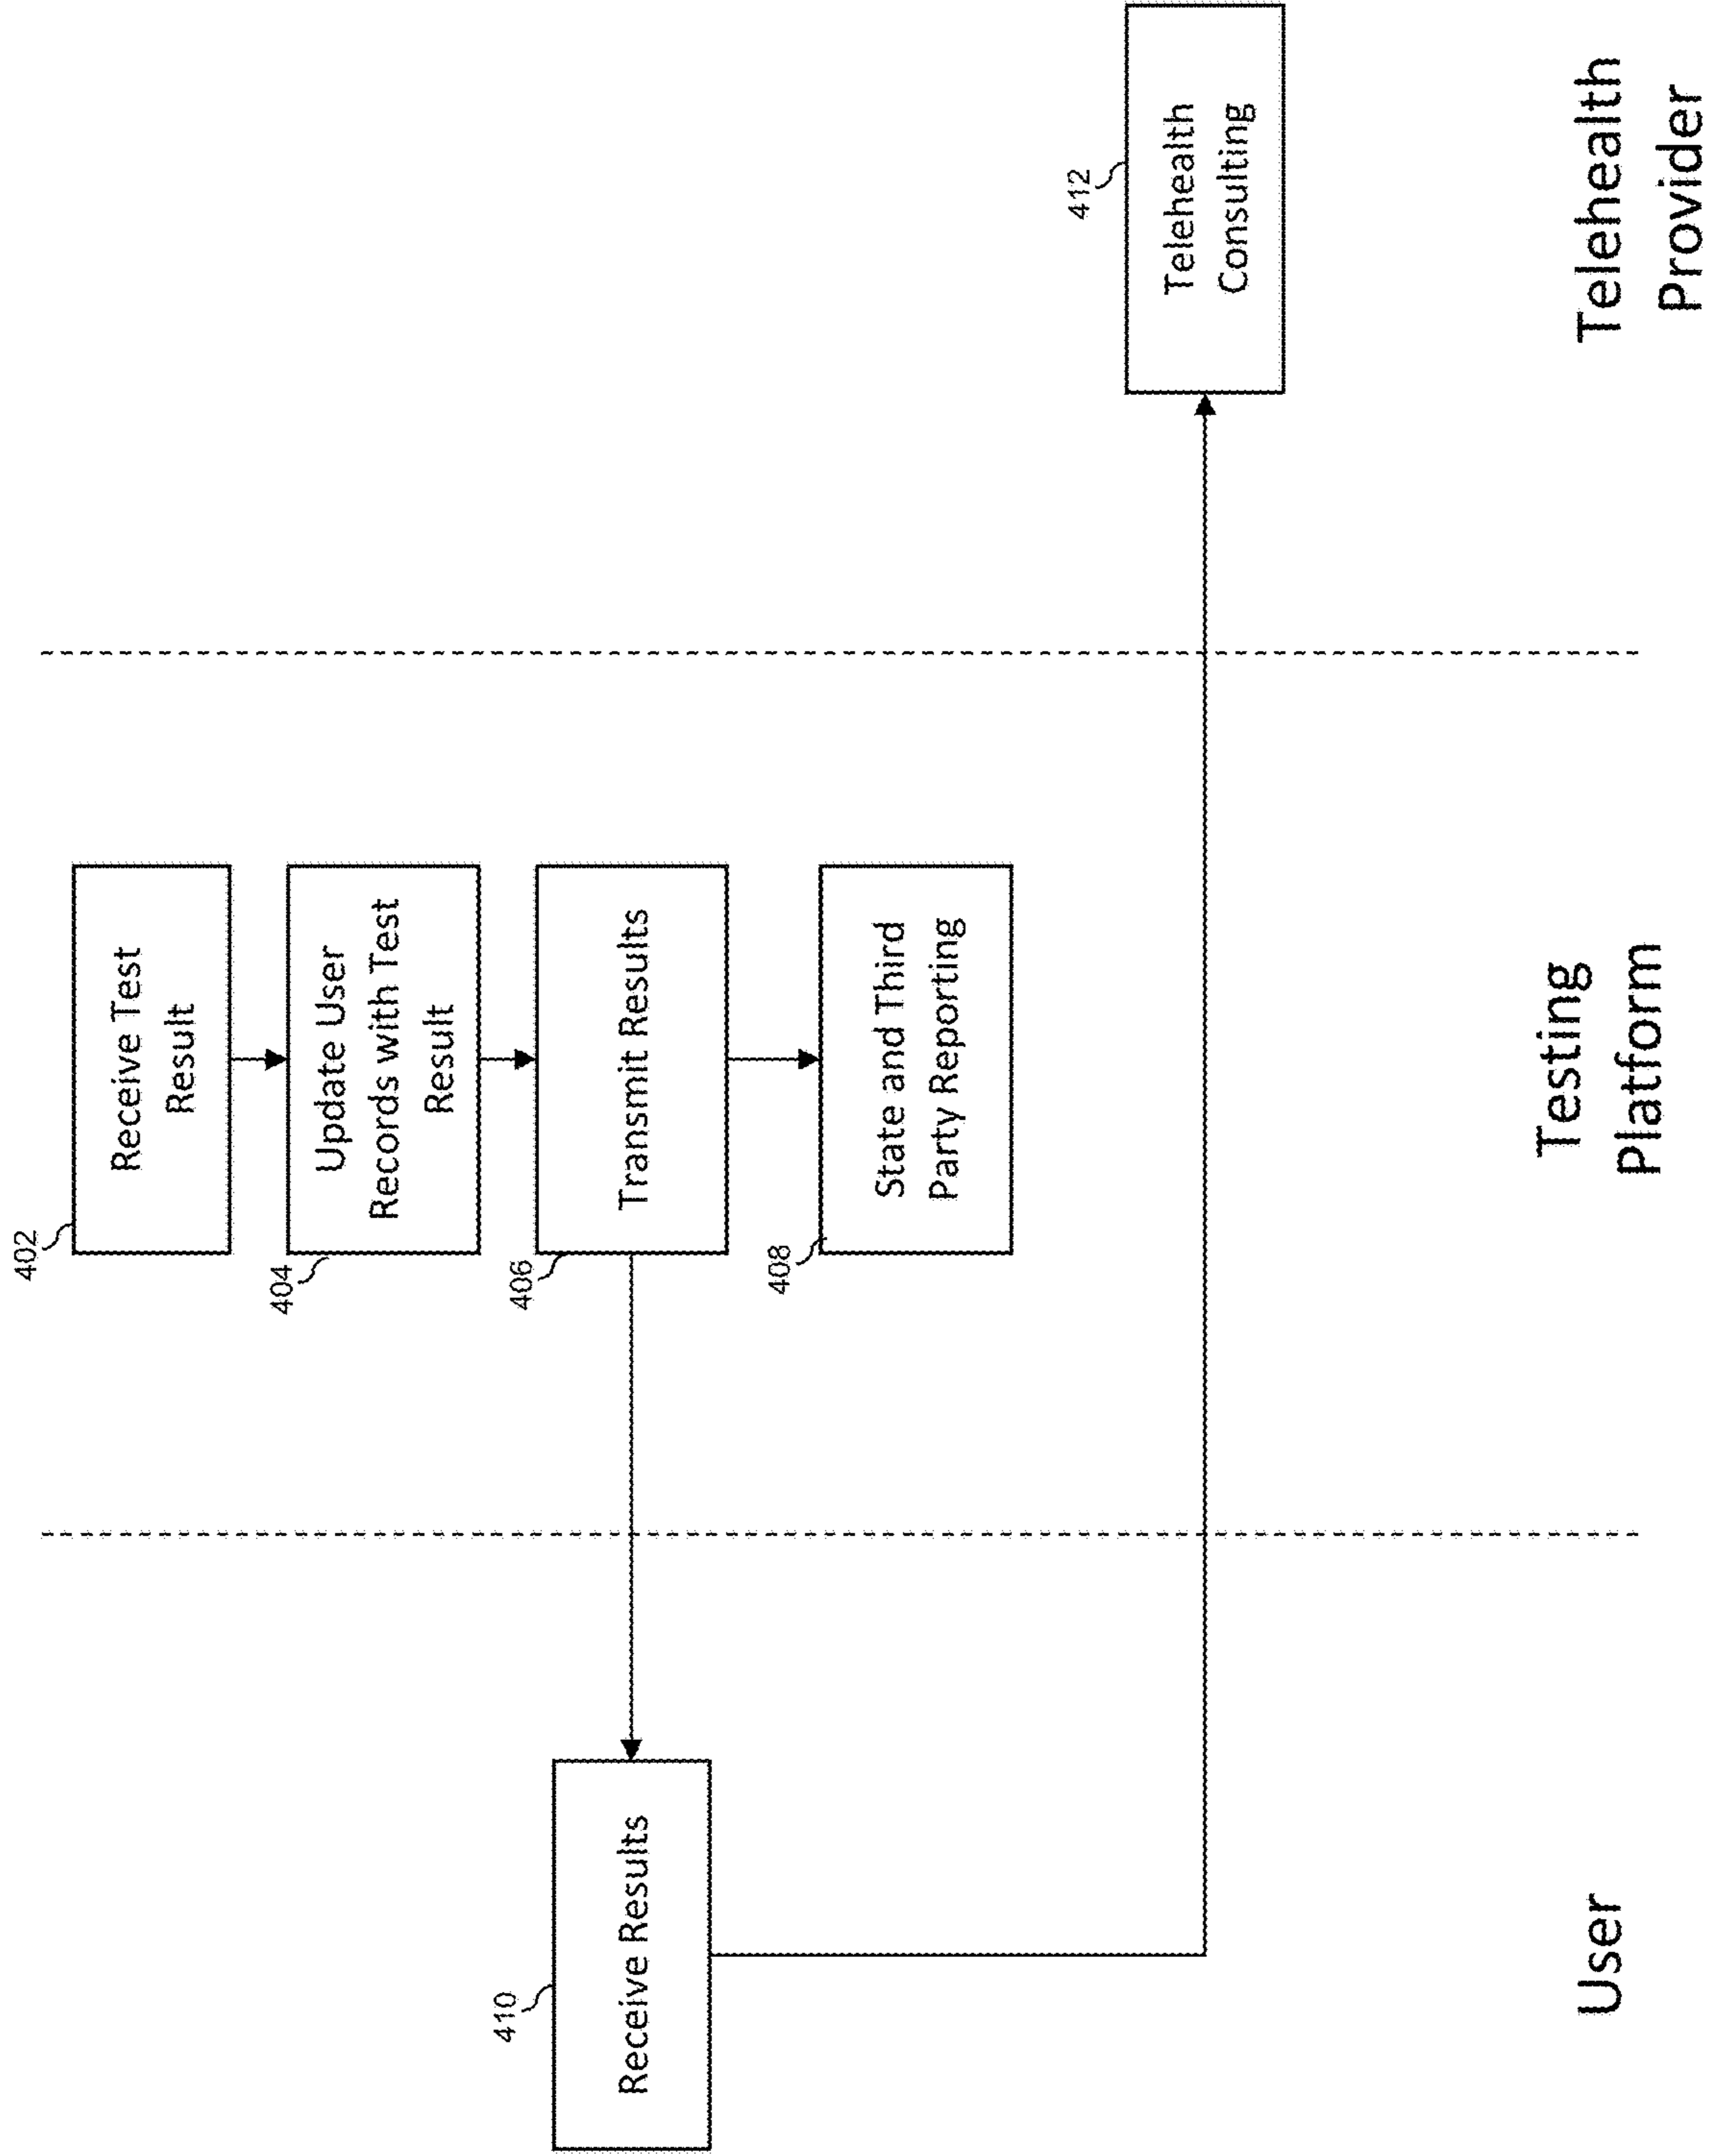 402
Receive Test
Result
404
Update User
Records with Test
Result
410
Receive Results
406
Transmit Results
408
State and Third
Party Reporting
412
Telehealth
Consulting
User
Testing
Platform
Telehealth
Provider